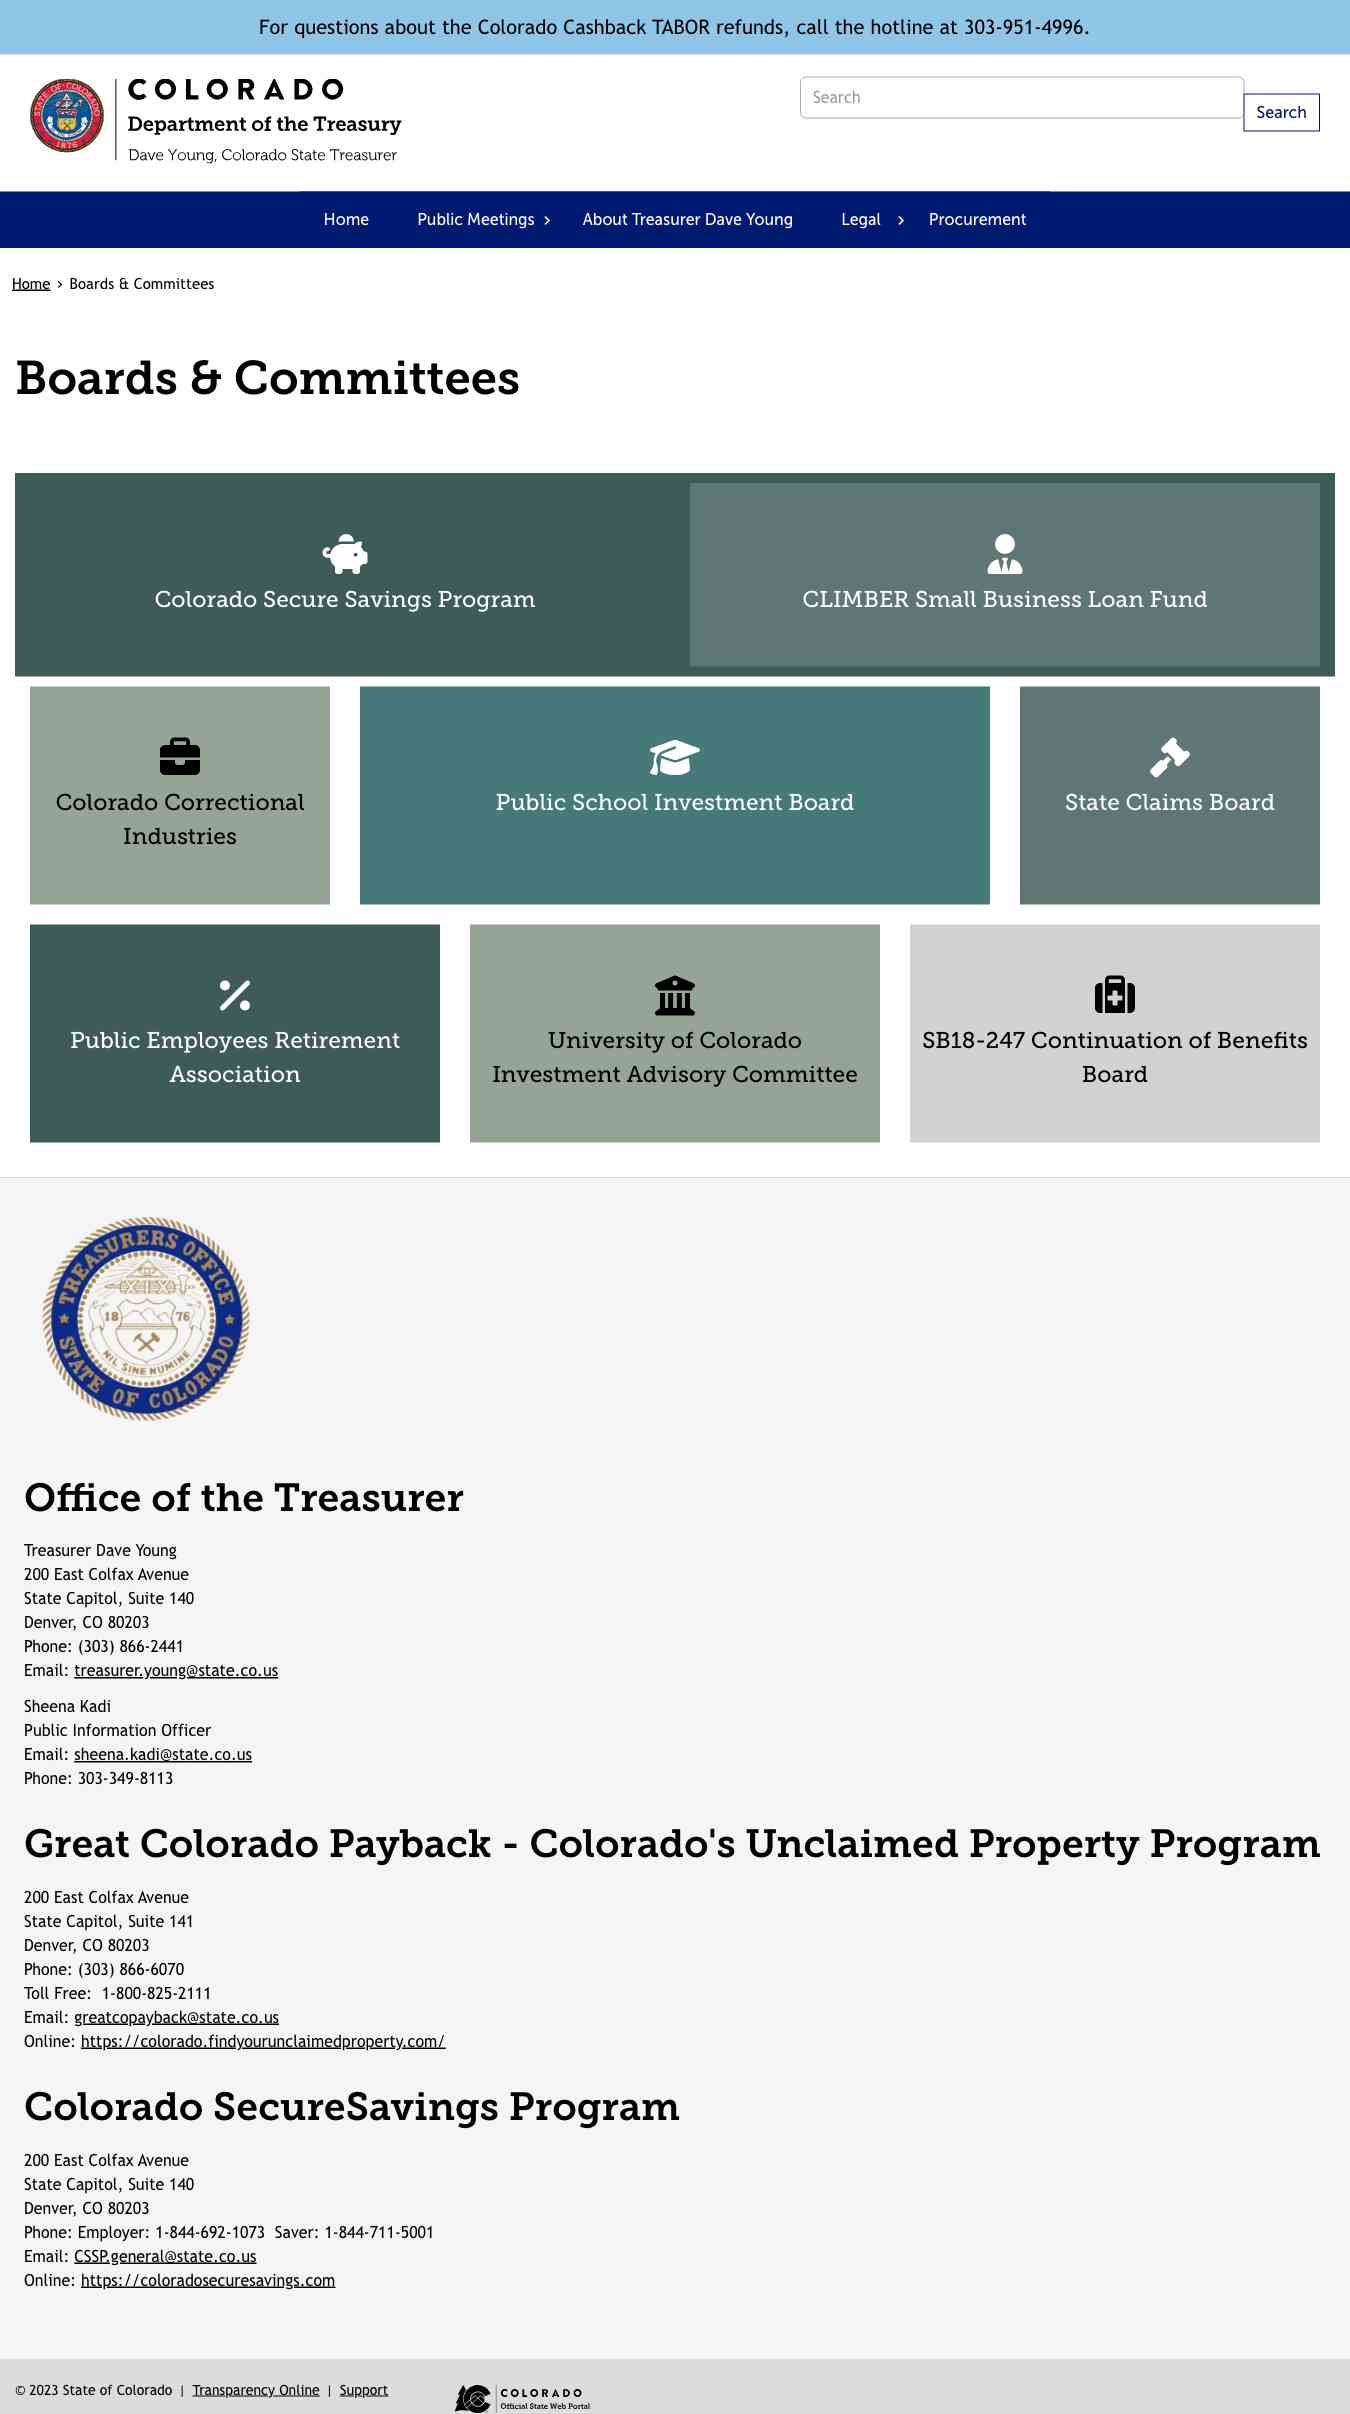 For questions about the Colorado Cashback TABOR refunds, call the hotline at 303-951-4996.
STATE OF COLORADO
1876
COLORADO
Department of the Treasury
Dave Young, Colorado State Treasurer
Search
Search
Home Public Meetings › About Treasurer Dave Young Legal › Procurement
Home › Boards & Committees
Boards & Committees
Colorado Secure Savings Program
CLIMBER Small Business Loan Fund
Colorado Correctional
Industries
Public School Investment Board
State Claims Board
Public Employees Retirement
Association
University of Colorado
Investment Advisory Committee
SB18-247 Continuation of Benefits
Board
TREASURERS OFFICE
18 76
NIL SINE NUMINE
STATE OF COLORADO
Office of the Treasurer
Treasurer Dave Young
200 East Colfax Avenue
State Capitol, Suite 140
Denver, CO 80203
Phone: (303) 866-2441
Email: treasurer.young@state.co.us
Sheena Kadi
Public Information Officer
Email: sheena.kadi@state.co.us
Phone: 303-349-8113
Great Colorado Payback - Colorado's Unclaimed Property Program
200 East Colfax Avenue
State Capitol, Suite 141
Denver, CO 80203
Phone: (303) 866-6070
Toll Free:  1-800-825-2111
Email: greatcopayback@state.co.us
Online: https://colorado.findyourunclaimedproperty.com/
Colorado SecureSavings Program
200 East Colfax Avenue
State Capitol, Suite 140
Denver, CO 80203
Phone: Employer: 1-844-692-1073  Saver: 1-844-711-5001
Email: CSSP.general@state.co.us
Online: https://coloradosecuresavings.com
© 2023 State of Colorado | Transparency Online | Support
COLORADO
Official State Web Portal